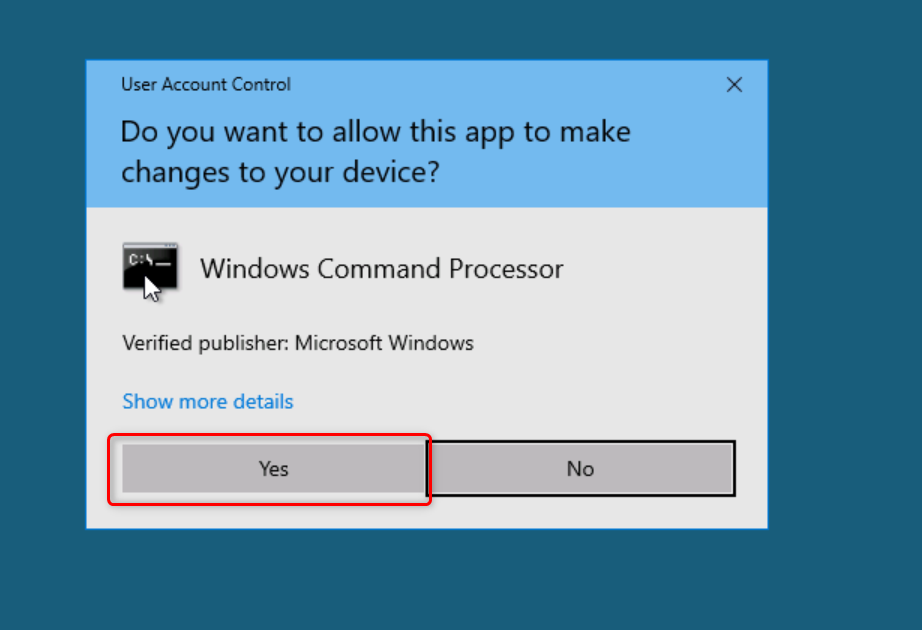 User Account Control
Do you want to allow this app to make
changes to your device?
C:\
Windows Command Processor
Verified publisher: Microsoft Windows
Show more details
Yes
No